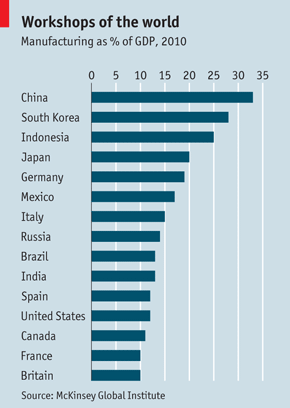 Workshops of the world
Manufacturing as % of GDP, 2010
0 5 10 15 20 25 30 35
China
South Korea
Indonesia
Japan
Germany
Mexico
Italy
Russia
Brazil
India
Spain
United States
Canada
France
Britain
Source: McKinsey Global Institute